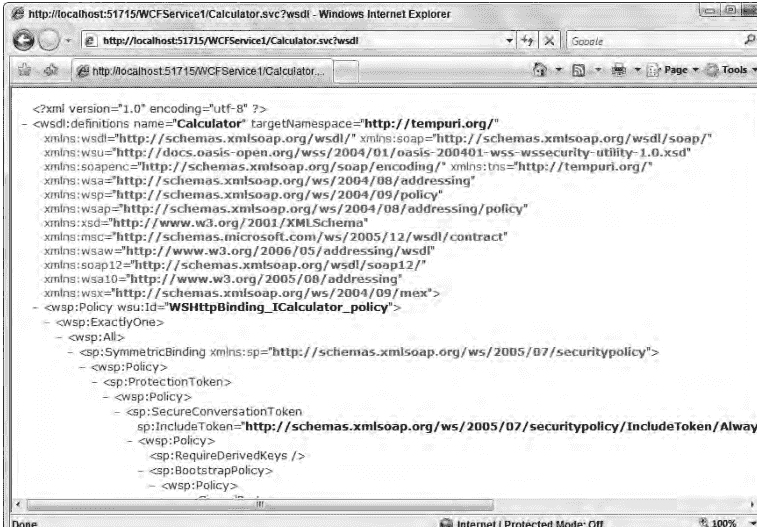 http://localhost:51715/WCFService1/Calculator.svc?wsdl - Windows Internet Explorer
http://localhost:51715/WCFService1/Calculator.svc?wsdl
Google
http://localhost:51715/WCFService1/Calculator...
Page
Tools
<?xml version="1.0" encoding="utf-8" ?>
- <wsdl:definitions name="Calculator" targetNamespace="http://tempuri.org/"
xmlns:wsdl="http://schemas.xmlsoap.org/wsdl/" xmlns:soap="http://schemas.xmlsoap.org/wsdl/soap/"
xmlns:wsu="http://docs.oasis-open.org/wss/2004/01/oasis-200401-wss-wssecurity-utility-1.0.xsd"
xmlns:soapenc="http://schemas.xmlsoap.org/soap/encoding/" xmlns:tns="http://tempuri.org/"
xmlns:wsa="http://schemas.xmlsoap.org/ws/2004/08/addressing"
xmlns:wsp="http://schemas.xmlsoap.org/ws/2004/09/policy"
xmlns:wsap="http://schemas.xmlsoap.org/ws/2004/08/addressing/policy"
xmlns:xsd="http://www.w3.org/2001/XMLSchema"
xmlns:msc="http://schemas.microsoft.com/ws/2005/12/wsdl/contract"
xmlns:wsaw="http://www.w3.org/2006/05/addressing/wsdl"
xmlns:soap12="http://schemas.xmlsoap.org/wsdl/soap12/"
xmlns:wsa10="http://www.w3.org/2005/08/addressing"
xmlns:wsx="http://schemas.xmlsoap.org/ws/2004/09/mex">
- <wsp:Policy wsu:Id="WSHttpBinding_ICalculator_policy">
- <wsp:ExactlyOne>
- <wsp:All>
- <sp:SymmetricBinding xmlns:sp="http://schemas.xmlsoap.org/ws/2005/07/securitypolicy">
- <wsp:Policy>
- <sp:ProtectionToken>
- <wsp:Policy>
- <sp:SecureConversationToken
sp:IncludeToken="http://schemas.xmlsoap.org/ws/2005/07/securitypolicy/IncludeToken/Alway
- <wsp:Policy>
<sp:RequireDerivedKeys />
- <sp:BootstrapPolicy>
- <wsp:Policy>
Done
Internet | Protected Mode: Off
100%